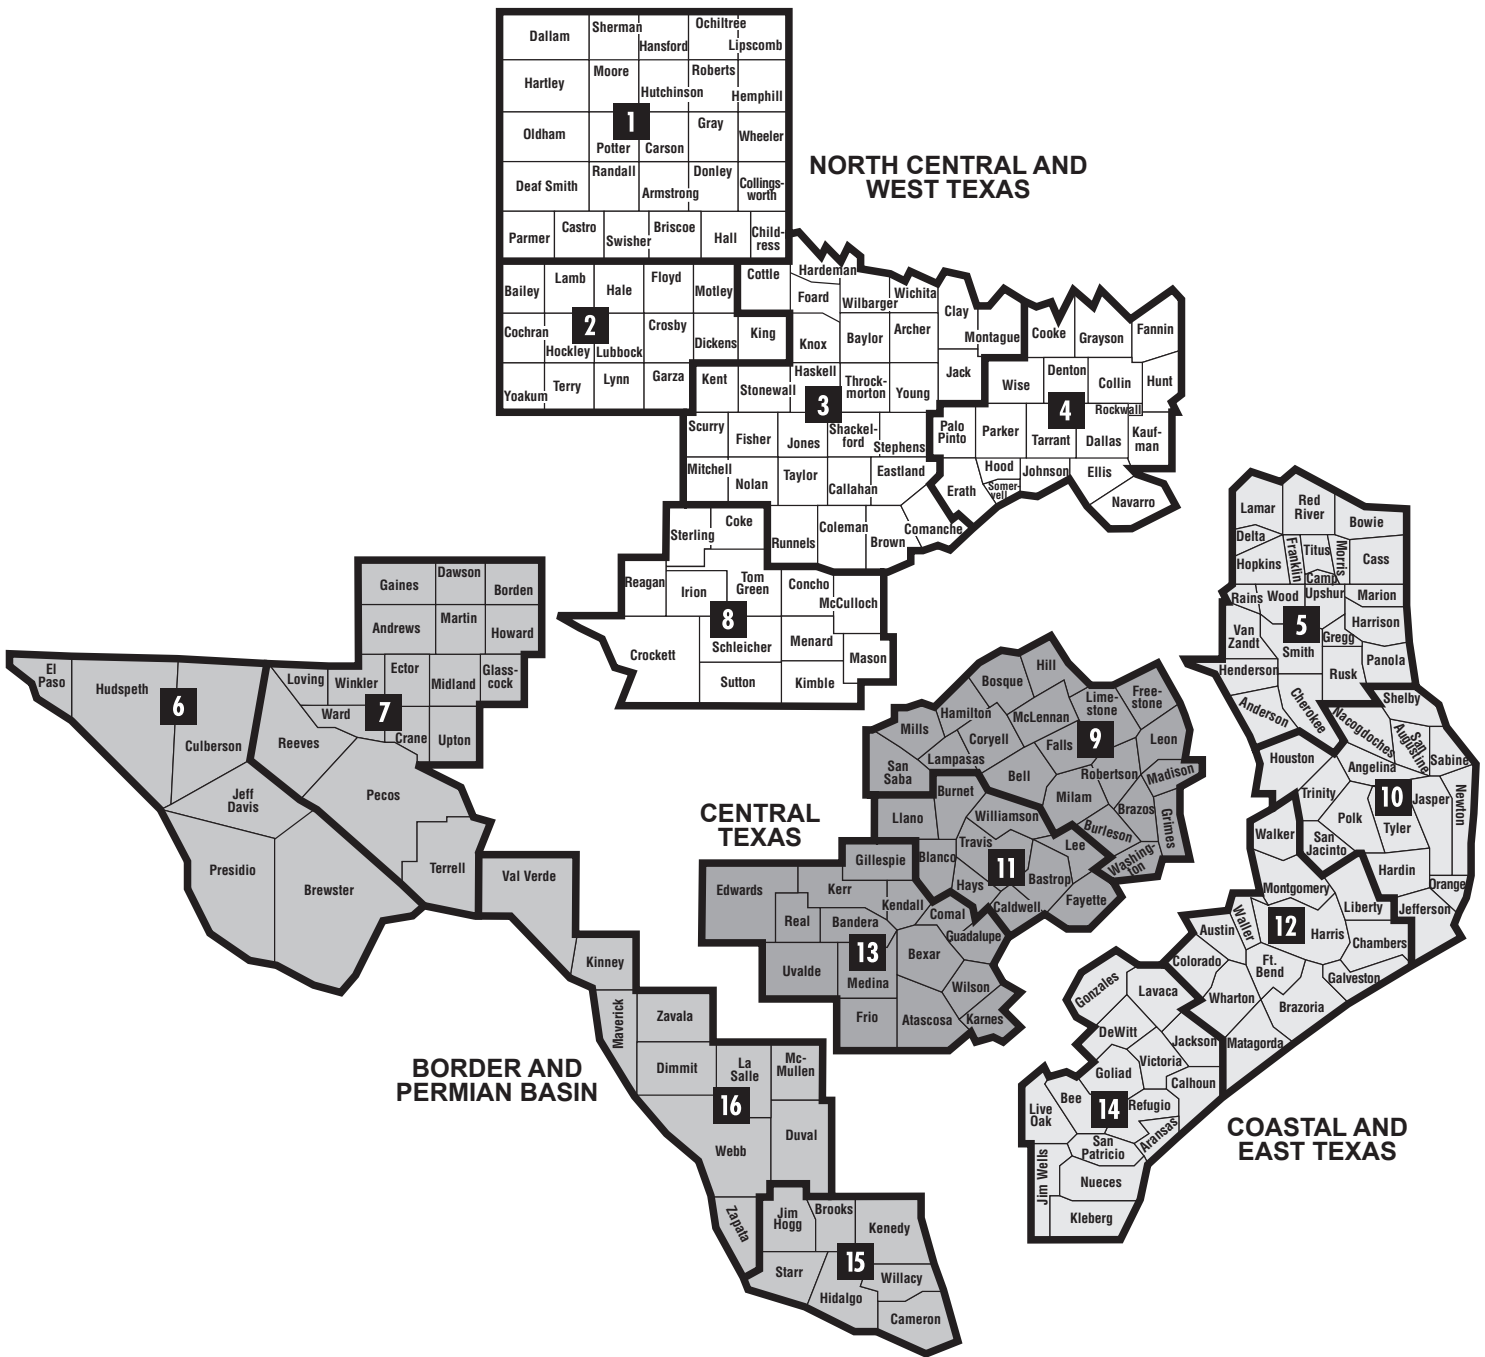 NORTH CENTRAL AND
WEST TEXAS
Dallam
Sherman
Hansford
Ochiltree
Lipscomb
Hartley
Moore
Hutchinson
Roberts
Hemphill
1
Oldham
Potter
Carson
Gray
Wheeler
Deaf Smith
Randall
Armstrong
Donley
Collings-
worth
Parmer
Castro
Swisher
Briscoe
Hall
Child-
ress
Bailey
Lamb
Hale
Floyd
Motley
2
Cochran
Hockley
Lubbock
Crosby
Dickens
King
Yoakum
Terry
Lynn
Garza
Cottle
Hardeman
Foard
Wilbarger
Wichita
Clay
Montague
Knox
Baylor
Archer
Jack
Kent
Stonewall
Haskell
Throck-
morton
Young
3
Scurry
Fisher
Jones
Shackel-
ford
Stephens
Mitchell
Nolan
Taylor
Callahan
Eastland
Runnels
Coleman
Brown
Comanche
Cooke
Grayson
Fannin
Wise
Denton
Collin
Hunt
4
Rockwall
Palo
Pinto
Parker
Tarrant
Dallas
Kauf-
man
Erath
Hood
Somer-
vell
Johnson
Ellis
Navarro
Sterling
Coke
Reagan
Irion
Tom
Green
Concho
McCulloch
8
Crockett
Schleicher
Menard
Mason
Sutton
Kimble
Lamar
Red
River
Bowie
Delta
Hopkins
Franklin
Titus
Morris
Cass
Camp
Rains
Wood
Upshur
Marion
5
Van
Zandt
Smith
Gregg
Harrison
Henderson
Rusk
Panola
Anderson
Cherokee
Shelby
Nacogdoches
San
Augustine
Sabine
Houston
Angelina
10
Trinity
Polk
Tyler
Jasper
Newton
San
Jacinto
Hardin
Orange
Jefferson
Walker
Montgomery
Liberty
12
Austin
Waller
Harris
Chambers
Colorado
Ft.
Bend
Galveston
Wharton
Brazoria
Matagorda
Gonzales
Lavaca
DeWitt
Jackson
Victoria
Goliad
Calhoun
14
Bee
Refugio
Live
Oak
San
Patricio
Aransas
Jim Wells
Nueces
Kleberg
COASTAL AND
EAST TEXAS
Gaines
Dawson
Borden
Andrews
Martin
Howard
Loving
Winkler
Ector
Midland
Glass-
cock
7
Ward
Crane
Upton
Reeves
Pecos
Terrell
El
Paso
Hudspeth
6
Culberson
Jeff
Davis
Presidio
Brewster
Val Verde
Kinney
Maverick
Zavala
Dimmit
La
Salle
Mc-
Mullen
16
Webb
Duval
Zapata
Jim
Hogg
Brooks
Kenedy
15
Starr
Hidalgo
Willacy
Cameron
BORDER AND
PERMIAN BASIN
CENTRAL
TEXAS
Hill
Bosque
Lime-
stone
Free-
stone
Mills
Hamilton
McLennan
9
Coryell
Falls
Leon
San
Saba
Lampasas
Bell
Robertson
Madison
Milam
Brazos
Grimes
Burleson
Washing-
ton
Burnet
Llano
Williamson
Travis
Lee
Blanco
11
Hays
Bastrop
Caldwell
Fayette
Gillespie
Edwards
Kerr
Kendall
Real
Bandera
Comal
Guadalupe
13
Uvalde
Medina
Bexar
Wilson
Frio
Atascosa
Karnes